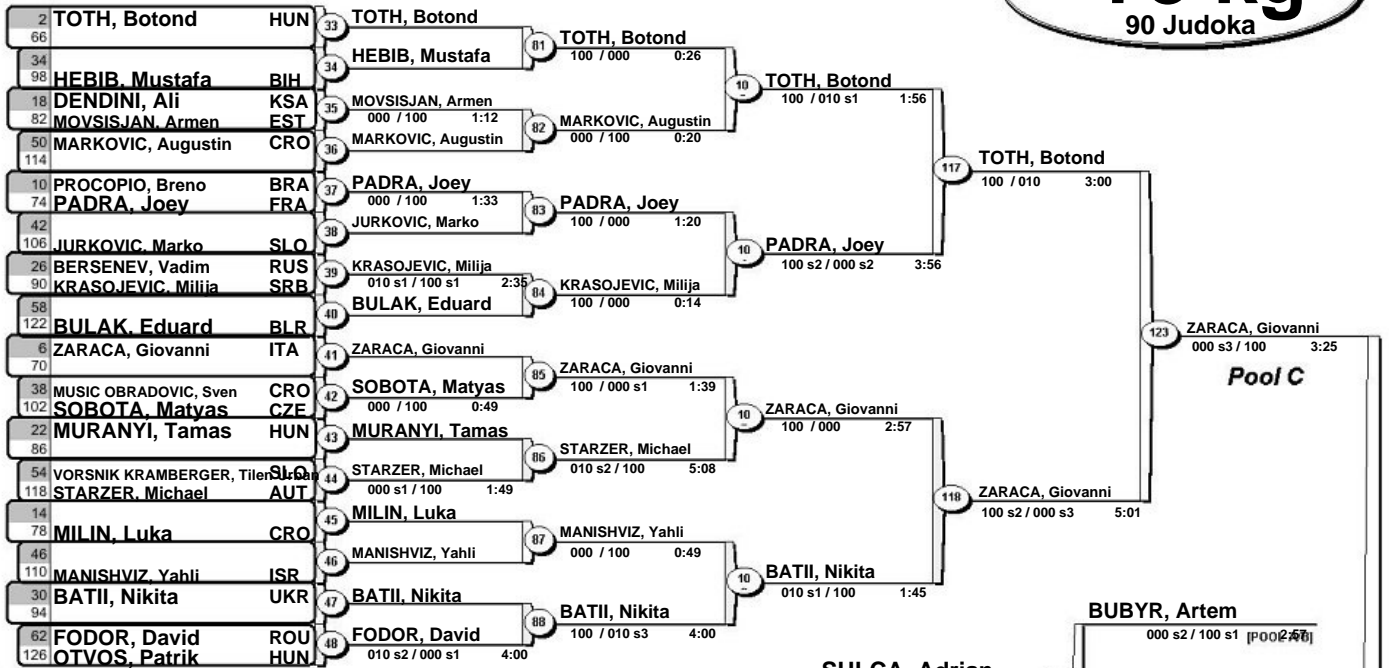 90 Judoka
2 TOTH, Botond HUN
66
34
98 HEBIB, Mustafa BIH
18 DENDINI, Ali KSA
82 MOVSISJAN, Armen EST
50 MARKOVIC, Augustin CRO
114
10 PROCOPIO, Breno BRA
74 PADRA, Joey FRA
42
106 JURKOVIC, Marko SLO
26 BERSENEV, Vadim RUS
90 KRASOJEVIC, Milija SRB
58
122 BULAK, Eduard BLR
6 ZARACA, Giovanni ITA
70
38 MUSIC OBRADOVIC, Sven CRO
102 SOBOTA, Matyas CZE
22 MURANYI, Tamas HUN
86
54 VORSNIK KRAMBERGER, Tilen Urban SLO
118 STARZER, Michael AUT
14
78 MILIN, Luka CRO
46
110 MANISHVIZ, Yahli ISR
30 BATII, Nikita UKR
94
62 FODOR, David ROU
126 OTVOS, Patrik HUN
33 TOTH, Botond
34 HEBIB, Mustafa
35 MOVSISJAN, Armen
000 / 100 1:12
36 MARKOVIC, Augustin
37 PADRA, Joey
000 / 100 1:33
38 JURKOVIC, Marko
39 KRASOJEVIC, Milija
010 s1 / 100 s1 2:35
40 BULAK, Eduard
41 ZARACA, Giovanni
42 SOBOTA, Matyas
000 / 100 0:49
43 MURANYI, Tamas
44 STARZER, Michael
000 s1 / 100 1:49
45 MILIN, Luka
46 MANISHVIZ, Yahli
47 BATII, Nikita
48 FODOR, David
010 s2 / 000 s1 4:00
81 TOTH, Botond
100 / 000 0:26
82 MARKOVIC, Augustin
000 / 100 0:20
83 PADRA, Joey
100 / 000 1:20
84 KRASOJEVIC, Milija
100 / 000 0:14
85 ZARACA, Giovanni
100 / 000 s1 1:39
86 STARZER, Michael
010 s2 / 100 5:08
87 MANISHVIZ, Yahli
000 / 100 0:49
88 BATII, Nikita
100 / 010 s3 4:00
10 TOTH, Botond
100 / 010 s1 1:56
10 PADRA, Joey
100 s2 / 000 s2 3:56
10 ZARACA, Giovanni
100 / 000 2:57
10 BATII, Nikita
010 s1 / 100 1:45
117 TOTH, Botond
100 / 010 3:00
118 ZARACA, Giovanni
100 s2 / 000 s3 5:01
123 ZARACA, Giovanni
000 s3 / 100 3:25
Pool C
BUBYR, Artem
000 s2 / 100 s1 2:57